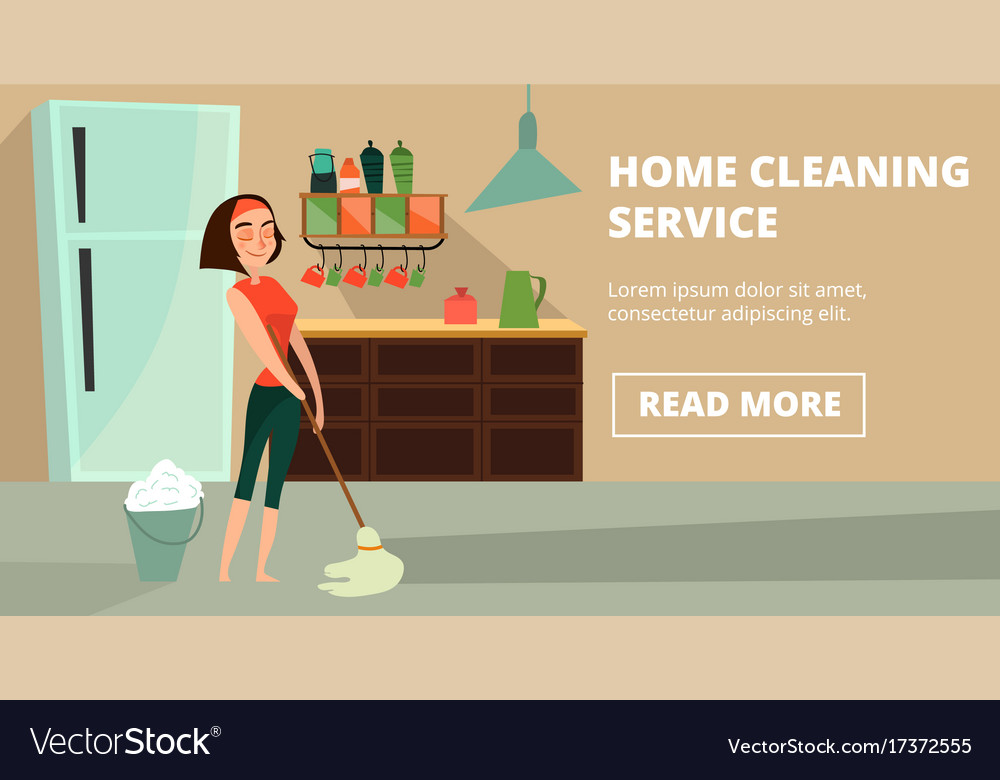 HOME CLEANING
SERVICE
Lorem ipsum dolor sit amet,
consectetur adipiscing elit.
READ MORE
VectorStock®
VectorStock.com/17372555